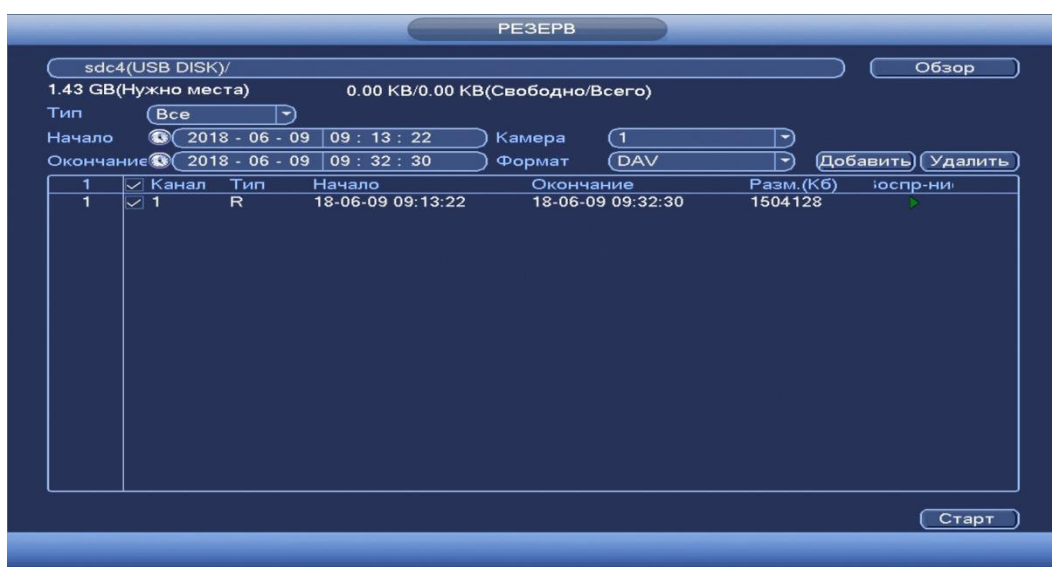 РЕЗЕРВ
sdc4(USB DISK)/ Обзор
1.43 GB(Нужно места) 0.00 KB/0.00 KB(Свободно/Всего)
Тип Все
Начало 2018 - 06 - 09 09 : 13 : 22 Камера 1
Окончание 2018 - 06 - 09 09 : 32 : 30 Формат DAV Добавить Удалить
1 Канал Тип Начало Окончание Разм.(Кб)
1 1 R 18-06-09 09:13:22 18-06-09 09:32:30 1504128
Старт